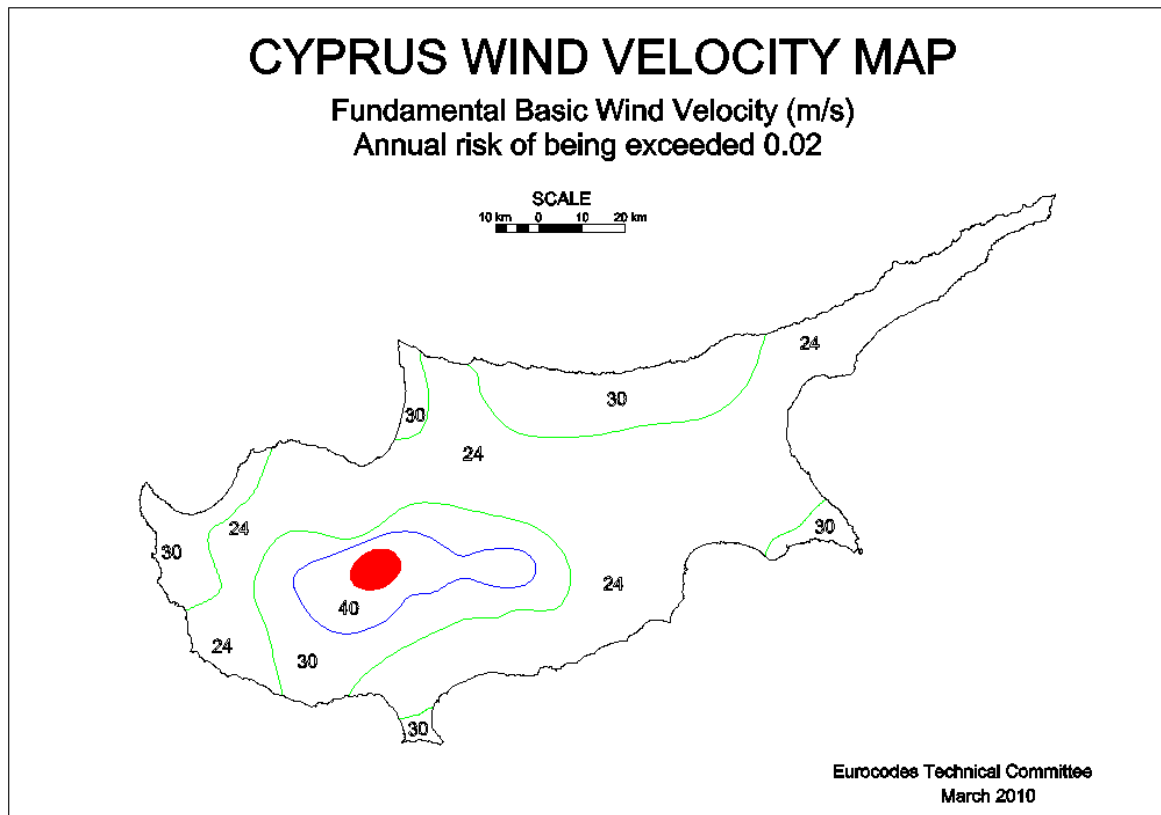 CYPRUS WIND VELOCITY MAP
Fundamental Basic Wind Velocity (m/s)
Annual risk of being exceeded 0.02
SCALE
10 km 0 10 20 km
24
30
30
24
24
30
30
24
40
24
30
30
Eurocodes Technical Committee
March 2010